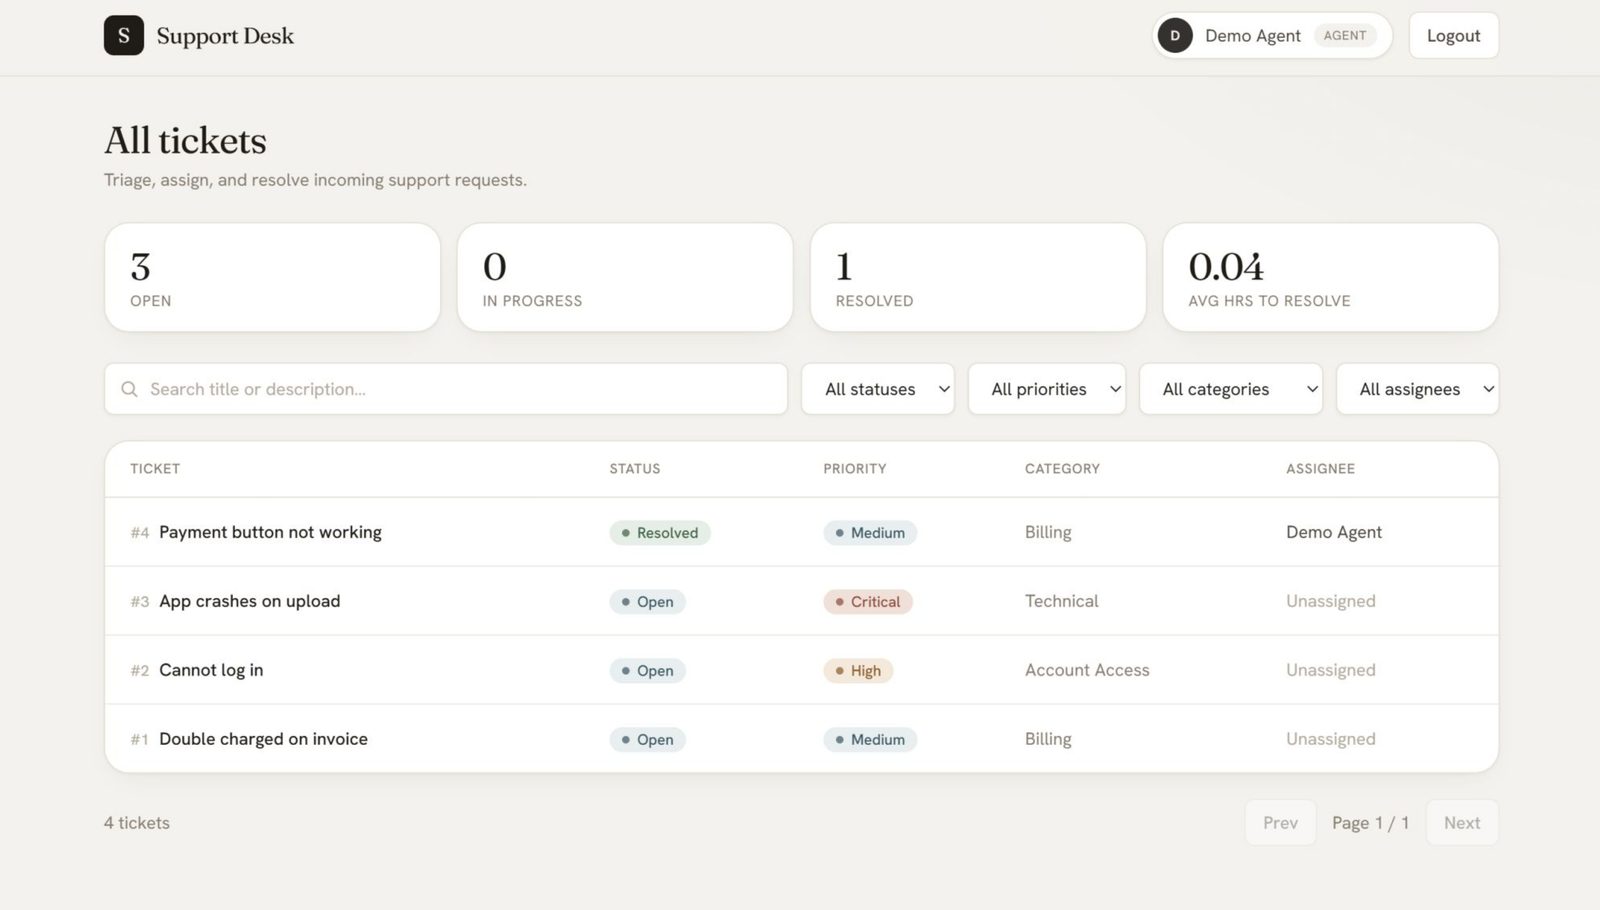 S Support Desk D Demo Agent AGENT Logout
All tickets
Triage, assign, and resolve incoming support requests.
3 0 1 0.04
OPEN IN PROGRESS RESOLVED AVG HRS TO RESOLVE
Search title or description... All statuses All priorities All categories All assignees
TICKET STATUS PRIORITY CATEGORY ASSIGNEE
#4 Payment button not working Resolved Medium Billing Demo Agent
#3 App crashes on upload Open Critical Technical Unassigned
#2 Cannot log in Open High Account Access Unassigned
#1 Double charged on invoice Open Medium Billing Unassigned
4 tickets Prev Page 1 / 1 Next